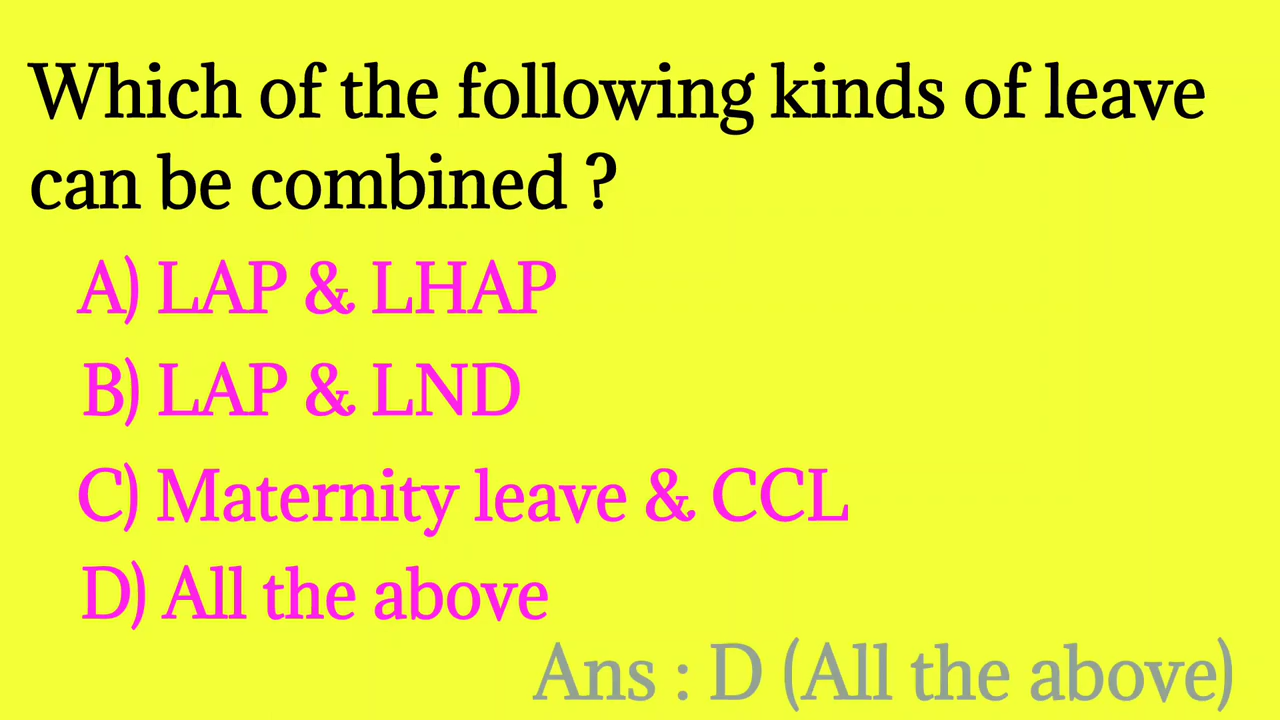 Which of the following kinds of leave
can be combined ?
A) LAP & LHAP
B) LAP & LND
C) Maternity leave & CCL
D) All the above
Ans : D (All the above)